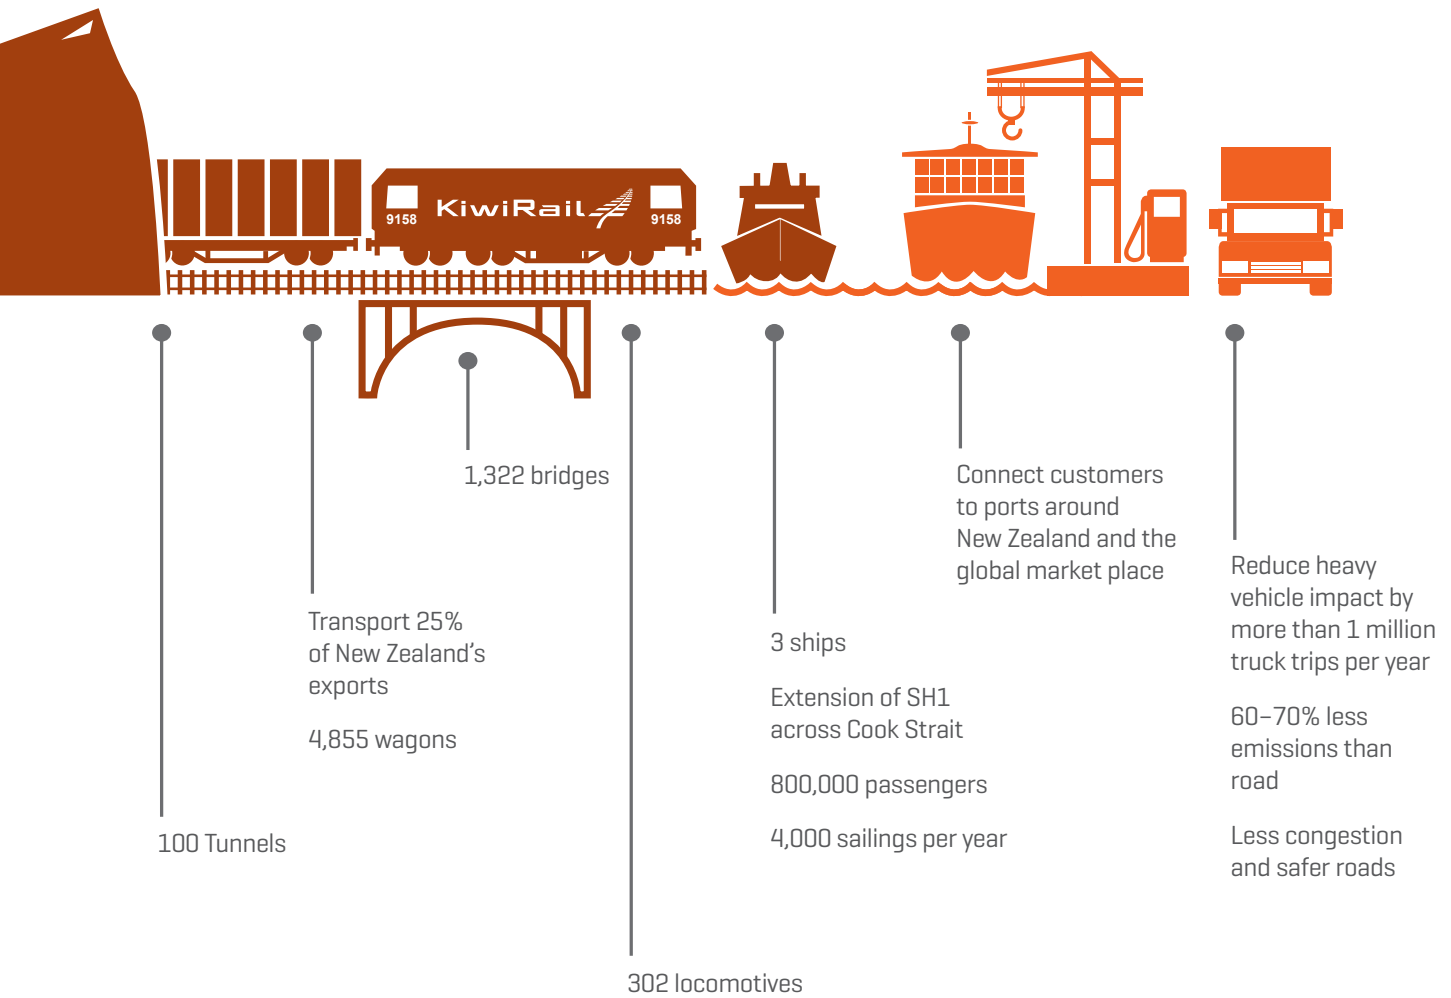 KiwiRail
9158
9158
1,322 bridges
Connect customers
to ports around
New Zealand and the
global market place
Reduce heavy
vehicle impact by
more than 1 million
truck trips per year
60–70% less
emissions than
road
Less congestion
and safer roads
Transport 25%
of New Zealand’s
exports
4,855 wagons
3 ships
Extension of SH1
across Cook Strait
800,000 passengers
4,000 sailings per year
100 Tunnels
302 locomotives